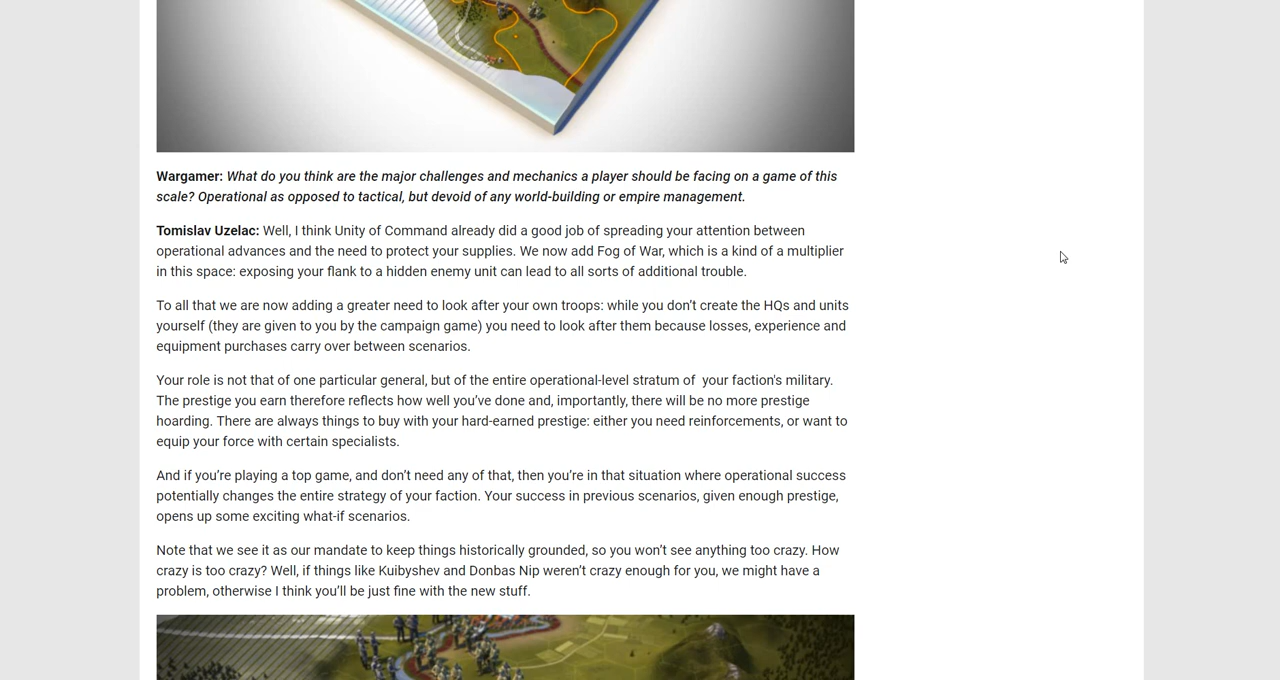 Wargamer: What do you think are the major challenges and mechanics a player should be facing on a game of this
scale? Operational as opposed to tactical, but devoid of any world-building or empire management.
Tomislav Uzelac: Well, I think Unity of Command already did a good job of spreading your attention between
operational advances and the need to protect your supplies. We now add Fog of War, which is a kind of a multiplier
in this space: exposing your flank to a hidden enemy unit can lead to all sorts of additional trouble.
To all that we are now adding a greater need to look after your own troops: while you don’t create the HQs and units
yourself (they are given to you by the campaign game) you need to look after them because losses, experience and
equipment purchases carry over between scenarios.
Your role is not that of one particular general, but of the entire operational-level stratum of  your faction's military.
The prestige you earn therefore reflects how well you’ve done and, importantly, there will be no more prestige
hoarding. There are always things to buy with your hard-earned prestige: either you need reinforcements, or want to
equip your force with certain specialists.
And if you’re playing a top game, and don’t need any of that, then you’re in that situation where operational success
potentially changes the entire strategy of your faction. Your success in previous scenarios, given enough prestige,
opens up some exciting what-if scenarios.
Note that we see it as our mandate to keep things historically grounded, so you won’t see anything too crazy. How
crazy is too crazy? Well, if things like Kuibyshev and Donbas Nip weren’t crazy enough for you, we might have a
problem, otherwise I think you’ll be just fine with the new stuff.